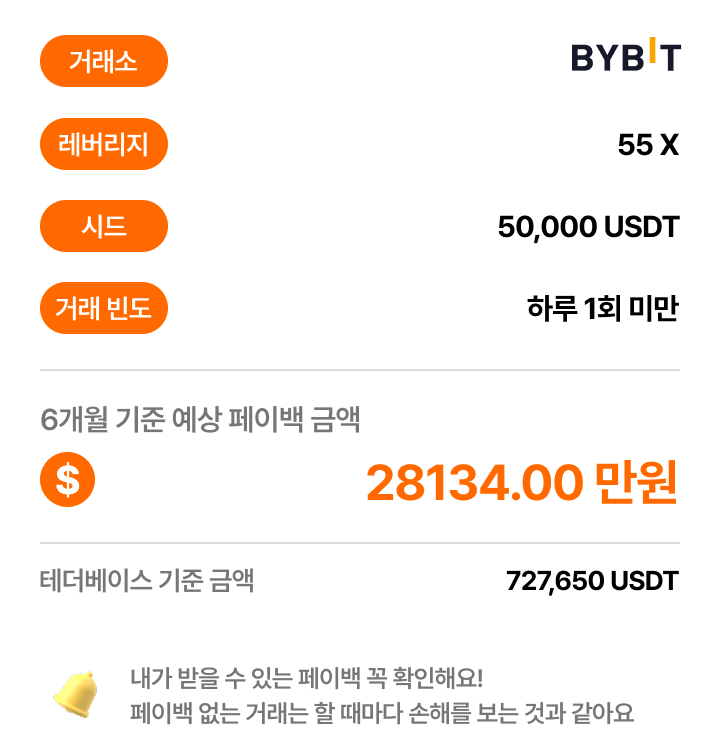 거래소 BYBIT
레버리지 55 X
시드 50,000 USDT
거래 빈도 하루 1회 미만
6개월 기준 예상 페이백 금액
$ 28134.00 만원
테더베이스 기준 금액 727,650 USDT
내가 받을 수 있는 페이백 꼭 확인해요!
페이백 없는 거래는 할 때마다 손해를 보는 것과 같아요